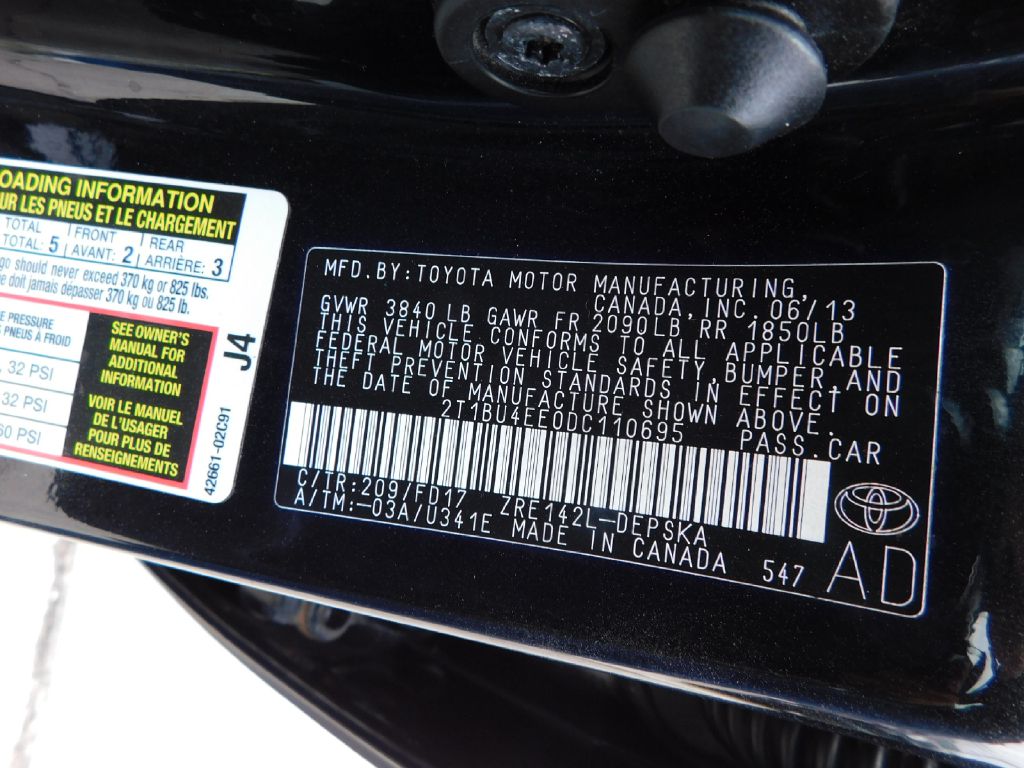 OADING INFORMATION
UR LES PNEUS ET LE CHARGEMENT
TOTAL FRONT REAR
TOTAL: 5 AVANT: 2 ARRIÈRE: 3
go should never exceed 370 kg or 825 lbs.
e doit jamais dépasser 370 kg ou 825 lb.
E PRESSURE
S PNEUS À FROID
, 32 PSI
32 PSI
60 PSI
SEE OWNER'S
MANUAL FOR
ADDITIONAL
INFORMATION
VOIR LE MANUEL
DE L'USAGER
POUR PLUS DE
RENSEIGNEMENTS
J4
42661-02C91
MFD.BY:TOYOTA MOTOR MANUFACTURING,
CANADA,INC.06/13
GVWR 3840LB GAWR FR 2090LB RR 1850LB
THIS VEHICLE CONFORMS TO ALL APPLICABLE
FEDERAL MOTOR VEHICLE SAFETY,BUMPER,AND
THEFT PREVENTION STANDARDS IN EFFECT ON
THE DATE OF MANUFACTURE SHOWN ABOVE.
2T1BU4EE0DC110695 PASS.CAR
C/TR:209/FD17 ZRE142L-DEPSKA
A/TM:-03A/U341E MADE IN CANADA 547
AD